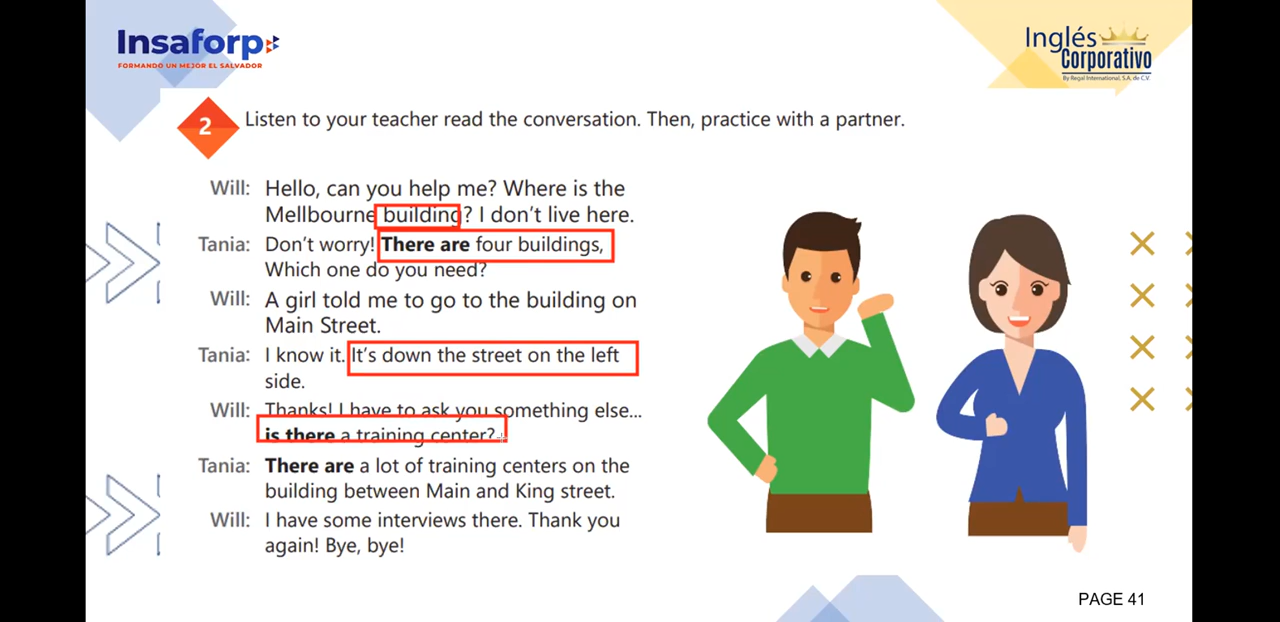 Insaforp
FORMANDO UN MEJOR EL SALVADOR
Inglés
Corporativo
By Regal International, S.A. de C.V.
2 Listen to your teacher read the conversation. Then, practice with a partner.
Will: Hello, can you help me? Where is the
Mellbourne building? I don't live here.
Tania: Don't worry! There are four buildings,
Which one do you need?
Will: A girl told me to go to the building on
Main Street.
Tania: I know it. It's down the street on the left
side.
Will: Thanks! I have to ask you something else...
is there a training center?
Tania: There are a lot of training centers on the
building between Main and King street.
Will: I have some interviews there. Thank you
again! Bye, bye!
PAGE 41